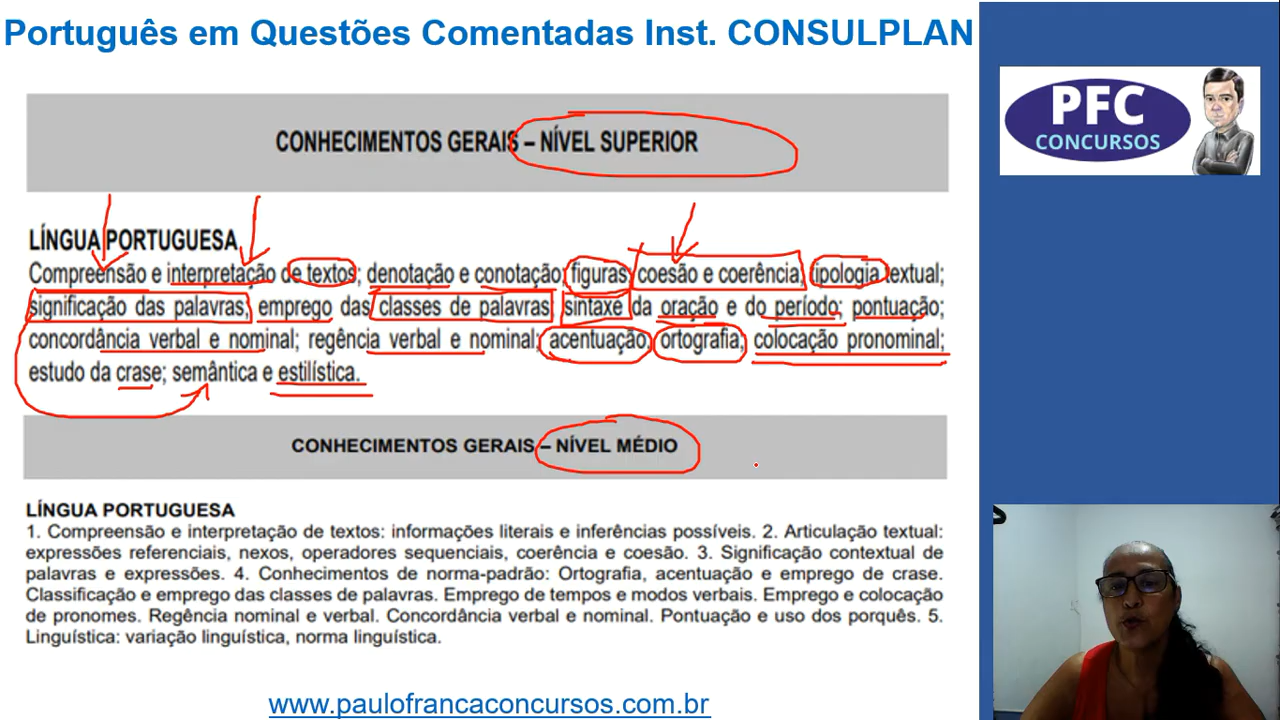 Português em Questões Comentadas Inst. CONSULPLAN
PFC
CONCURSOS
CONHECIMENTOS GERAIS – NÍVEL SUPERIOR
LÍNGUA PORTUGUESA
Compreensão e interpretação de textos; denotação e conotação; figuras; coesão e coerência; ipologia extual;
significação das palavras; emprego das classes de palavras; sintaxe da oração e do período; pontuação;
concordância verbal e nominal; regência verbal e nominal; acentuação; ortografia; colocação pronominal;
estudo da crase; semântica e estilística.
CONHECIMENTOS GERAIS – NÍVEL MÉDIO
LÍNGUA PORTUGUESA
1. Compreensão e interpretação de textos: informações literais e inferências possíveis. 2. Articulação textual:
expressões referenciais, nexos, operadores sequenciais, coerência e coesão. 3. Significação contextual de
palavras e expressões. 4. Conhecimentos de norma-padrão: Ortografia, acentuação e emprego de crase.
Classificação e emprego das classes de palavras. Emprego de tempos e modos verbais. Emprego e colocação
de pronomes. Regência nominal e verbal. Concordância verbal e nominal. Pontuação e uso dos porquês. 5.
Linguística: variação linguística, norma linguística.
www.paulofrancaconcursos.com.br